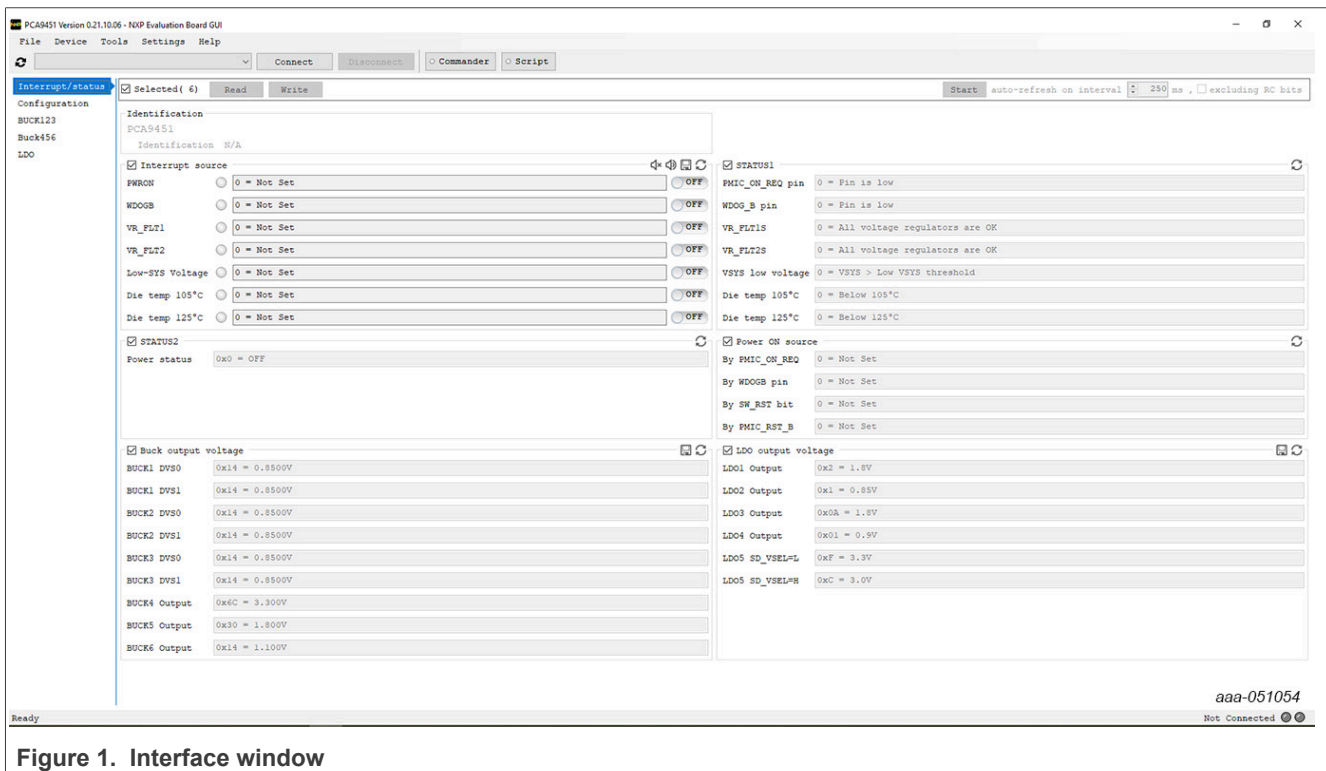 PCA9451 Version 0.21.10.06 - NXP Evaluation Board GUI
File Device Tools Settings Help
Connect Disconnect Commander Script
Interrupt/status
Configuration
BUCK123
Buck456
LDO
Selected( 6) Read Write Start auto-refresh on interval 250 ms , excluding RC bits
Identification
PCA9451
Identification N/A
Interrupt source
PWRON 0 = Not Set OFF
WDOGB 0 = Not Set OFF
VR_FLT1 0 = Not Set OFF
VR_FLT2 0 = Not Set OFF
Low-SYS Voltage 0 = Not Set OFF
Die temp 105°C 0 = Not Set OFF
Die temp 125°C 0 = Not Set OFF
STATUS1
PMIC_ON_REQ pin 0 = Pin is low
WDOG_B pin 0 = Pin is low
VR_FLT1S 0 = All voltage regulators are OK
VR_FLT2S 0 = All voltage regulators are OK
VSYS low voltage 0 = VSYS > Low VSYS threshold
Die temp 105°C 0 = Below 105°C
Die temp 125°C 0 = Below 125°C
STATUS2
Power status 0x0 = OFF
Power ON source
By PMIC_ON_REQ 0 = Not Set
By WDOGB pin 0 = Not Set
By SW_RST bit 0 = Not Set
By PMIC_RST_B 0 = Not Set
Buck output voltage
BUCK1 DVS0 0x14 = 0.8500V
BUCK1 DVS1 0x14 = 0.8500V
BUCK2 DVS0 0x14 = 0.8500V
BUCK2 DVS1 0x14 = 0.8500V
BUCK3 DVS0 0x14 = 0.8500V
BUCK3 DVS1 0x14 = 0.8500V
BUCK4 Output 0x6C = 3.300V
BUCK5 Output 0x30 = 1.800V
BUCK6 Output 0x14 = 1.100V
LDO output voltage
LDO1 Output 0x2 = 1.8V
LDO2 Output 0x1 = 0.85V
LDO3 Output 0x0A = 1.8V
LDO4 Output 0x01 = 0.9V
LDO5 SD_VSEL=L 0xF = 3.3V
LDO5 SD_VSEL=H 0xC = 3.0V
aaa-051054
Ready Not Connected
Figure 1. Interface window